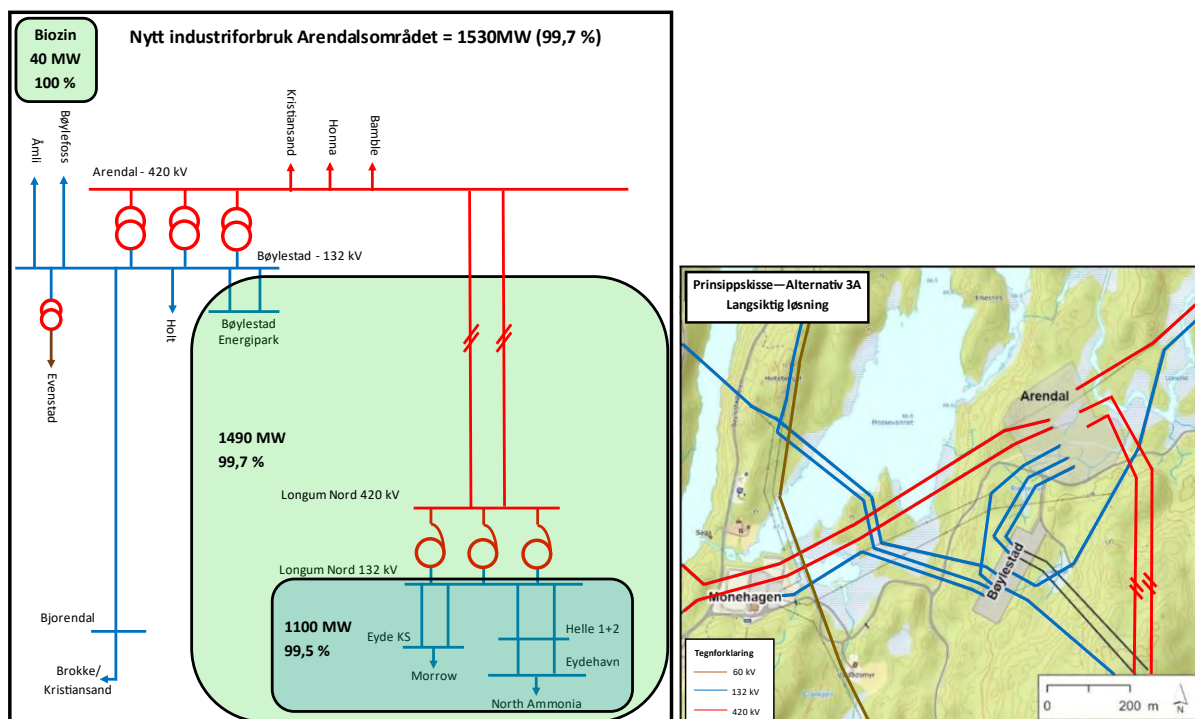 Biozin
40 MW
100 %
Nytt industriforbruk Arendalsområdet = 1530MW (99,7 %)
Åmli
Bøylefoss
Kristiansand
Honna
Bamble
Arendal - 420 kV
Bøylestad - 132 kV
Holt
Bøylestad
Energipark
Evenstad
1490 MW
99,7 %
Longum Nord 420 kV
Longum Nord 132 kV
1100 MW
99,5 %
Eyde KS
Morrow
Helle 1+2
Eydehavn
North Ammonia
Bjorendal
Brokke/
Kristiansand
Prinsippskisse—Alternativ 3A
Langsiktig løsning
Arendal
Bøylestad
Monehagen
Tegnforklaring
60 kV
132 kV
420 kV
0 200 m
N